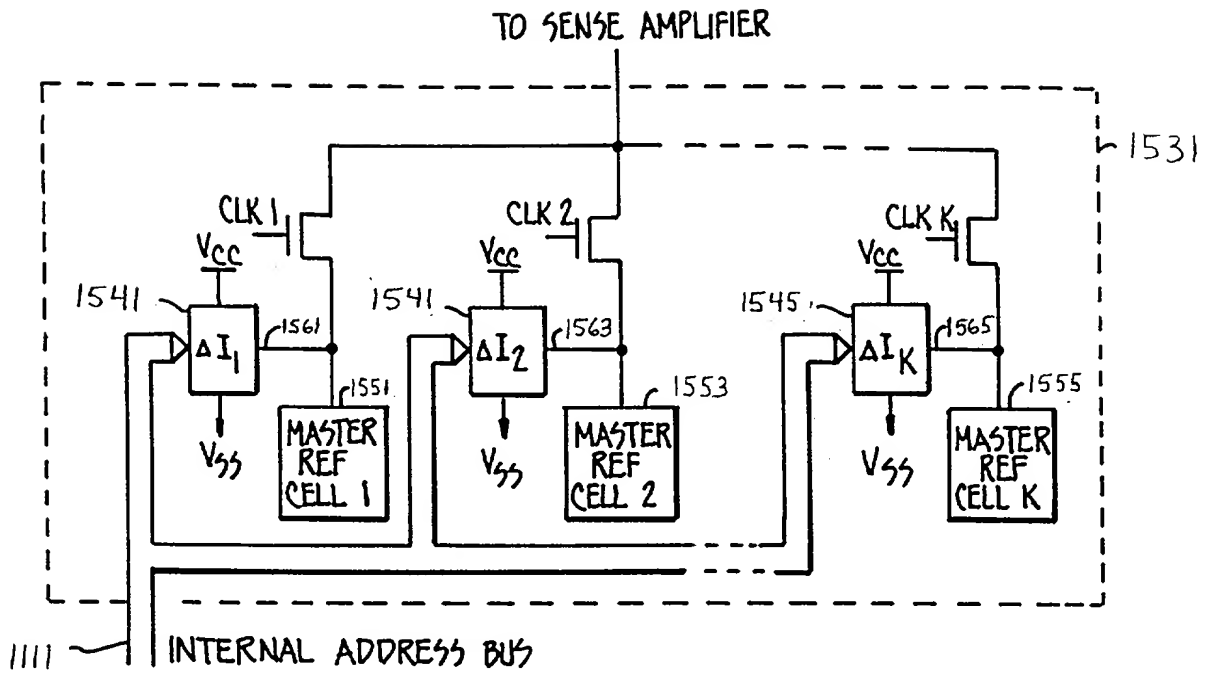 TO SENSE AMPLIFIER
1531
CLK 1
CLK 2
CLK K
VCC
VCC
VCC
1541
1541
1545
ΔI1
1561
ΔI2
1563
ΔIK
1565
1551
1553
1555
VSS
VSS
VSS
MASTER
REF
CELL 1
MASTER
REF
CELL 2
MASTER
REF
CELL K
1111
INTERNAL ADDRESS BUS